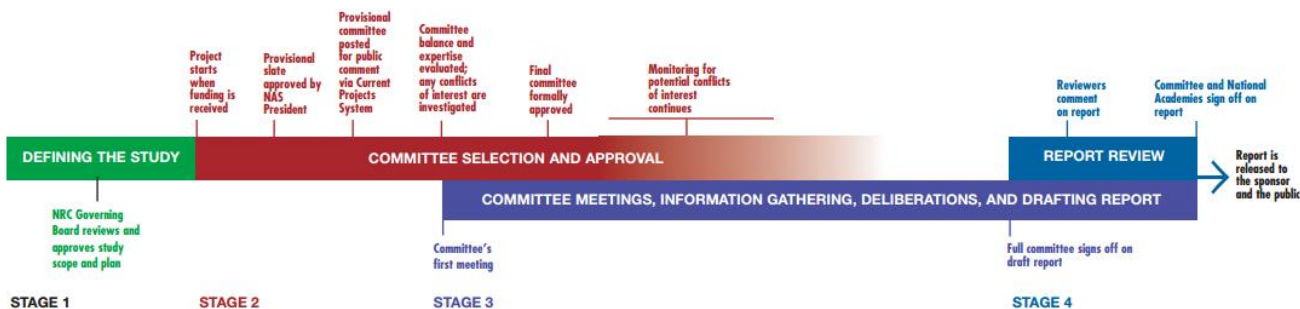 Project
starts
when
funding is
received
Provisional
slate
approved by
NAS
President
Provisional
committee
posted
for public
comment
via Current
Projects
System
Committee
balance and
expertise
evaluated;
any conflicts
of interest are
investigated
Final
committee
formally
approved
Monitoring for
potential conflicts
of interest
continues
Reviewers
comment
on report
Committee and National
Academies sign off on
report
DEFINING THE STUDY
COMMITTEE SELECTION AND APPROVAL
REPORT REVIEW
Report is
released to
the sponsor
and the public
COMMITTEE MEETINGS, INFORMATION GATHERING, DELIBERATIONS, AND DRAFTING REPORT
NRC Governing
Board reviews and
approves study
scope and plan
Committee's
first meeting
Full committee signs off on
draft report
STAGE 1
STAGE 2
STAGE 3
STAGE 4